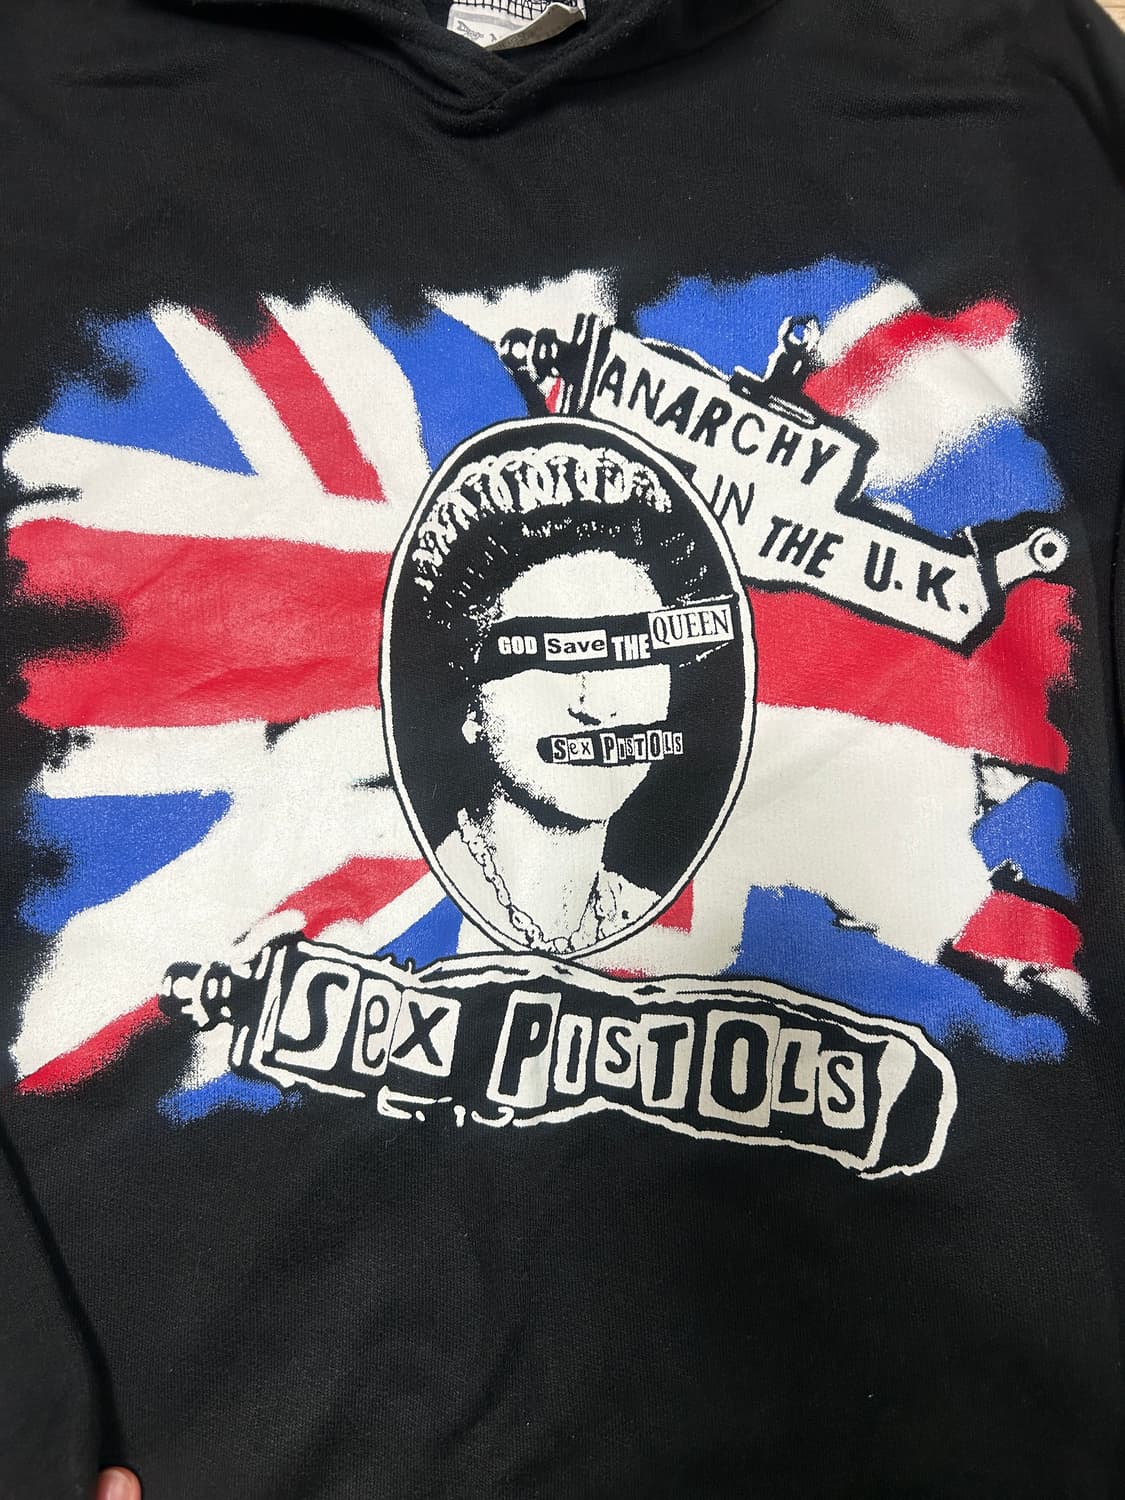 ANARCHY
IN THE U.K.
GOD Save THE QUEEN
Sex PISTOLS
Sex PISTOLS